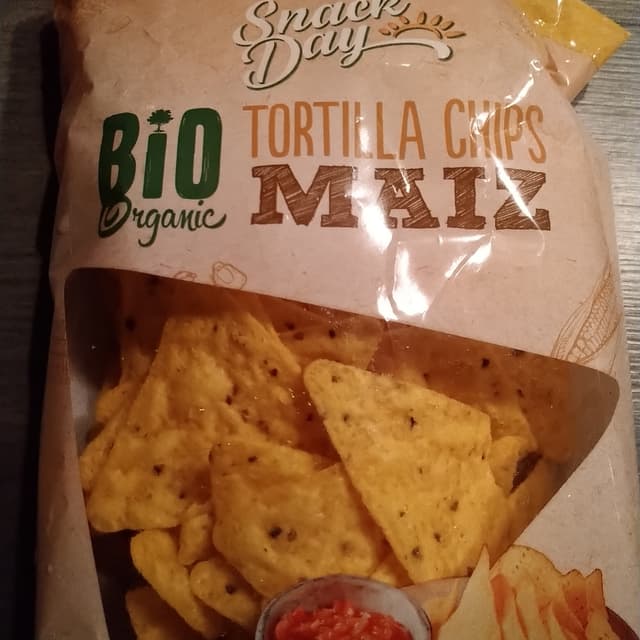 Snack
Day
BIO
Organic
TORTILLA CHIPS
MAIZ